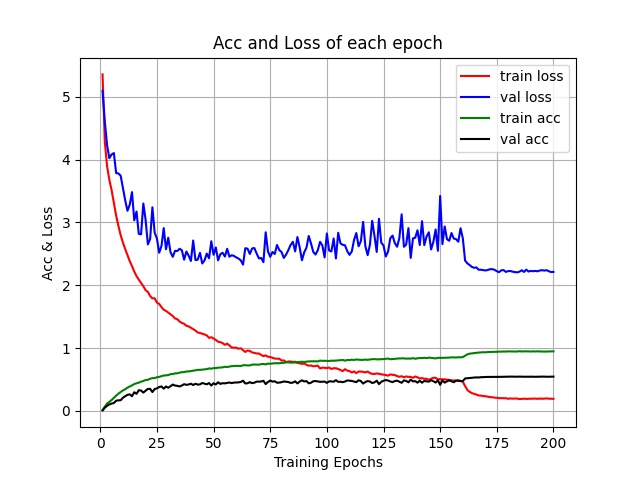 Acc and Loss of each epoch
train loss
val loss
train acc
val acc
Acc & Loss
5
4
3
2
1
0
0 25 50 75 100 125 150 175 200
Training Epochs